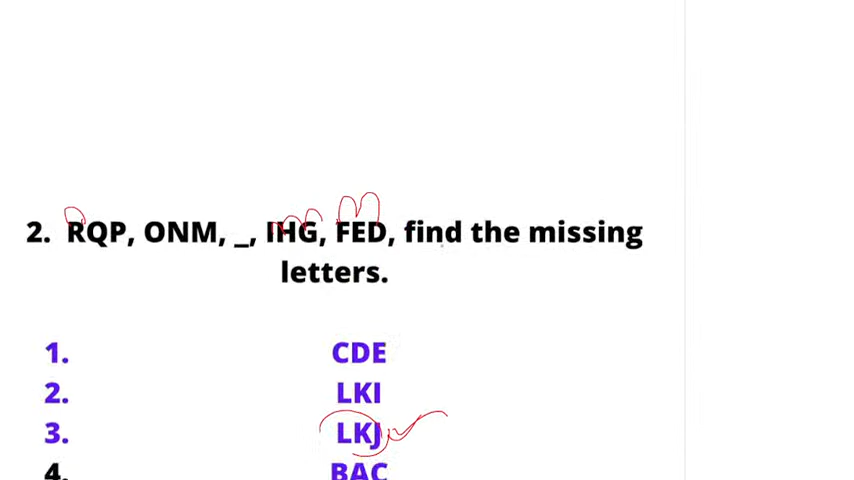 2. RQP, ONM, _, IHG, FED, find the missing
letters.
1. CDE
2. LKI
3. LKJ
4. BAC